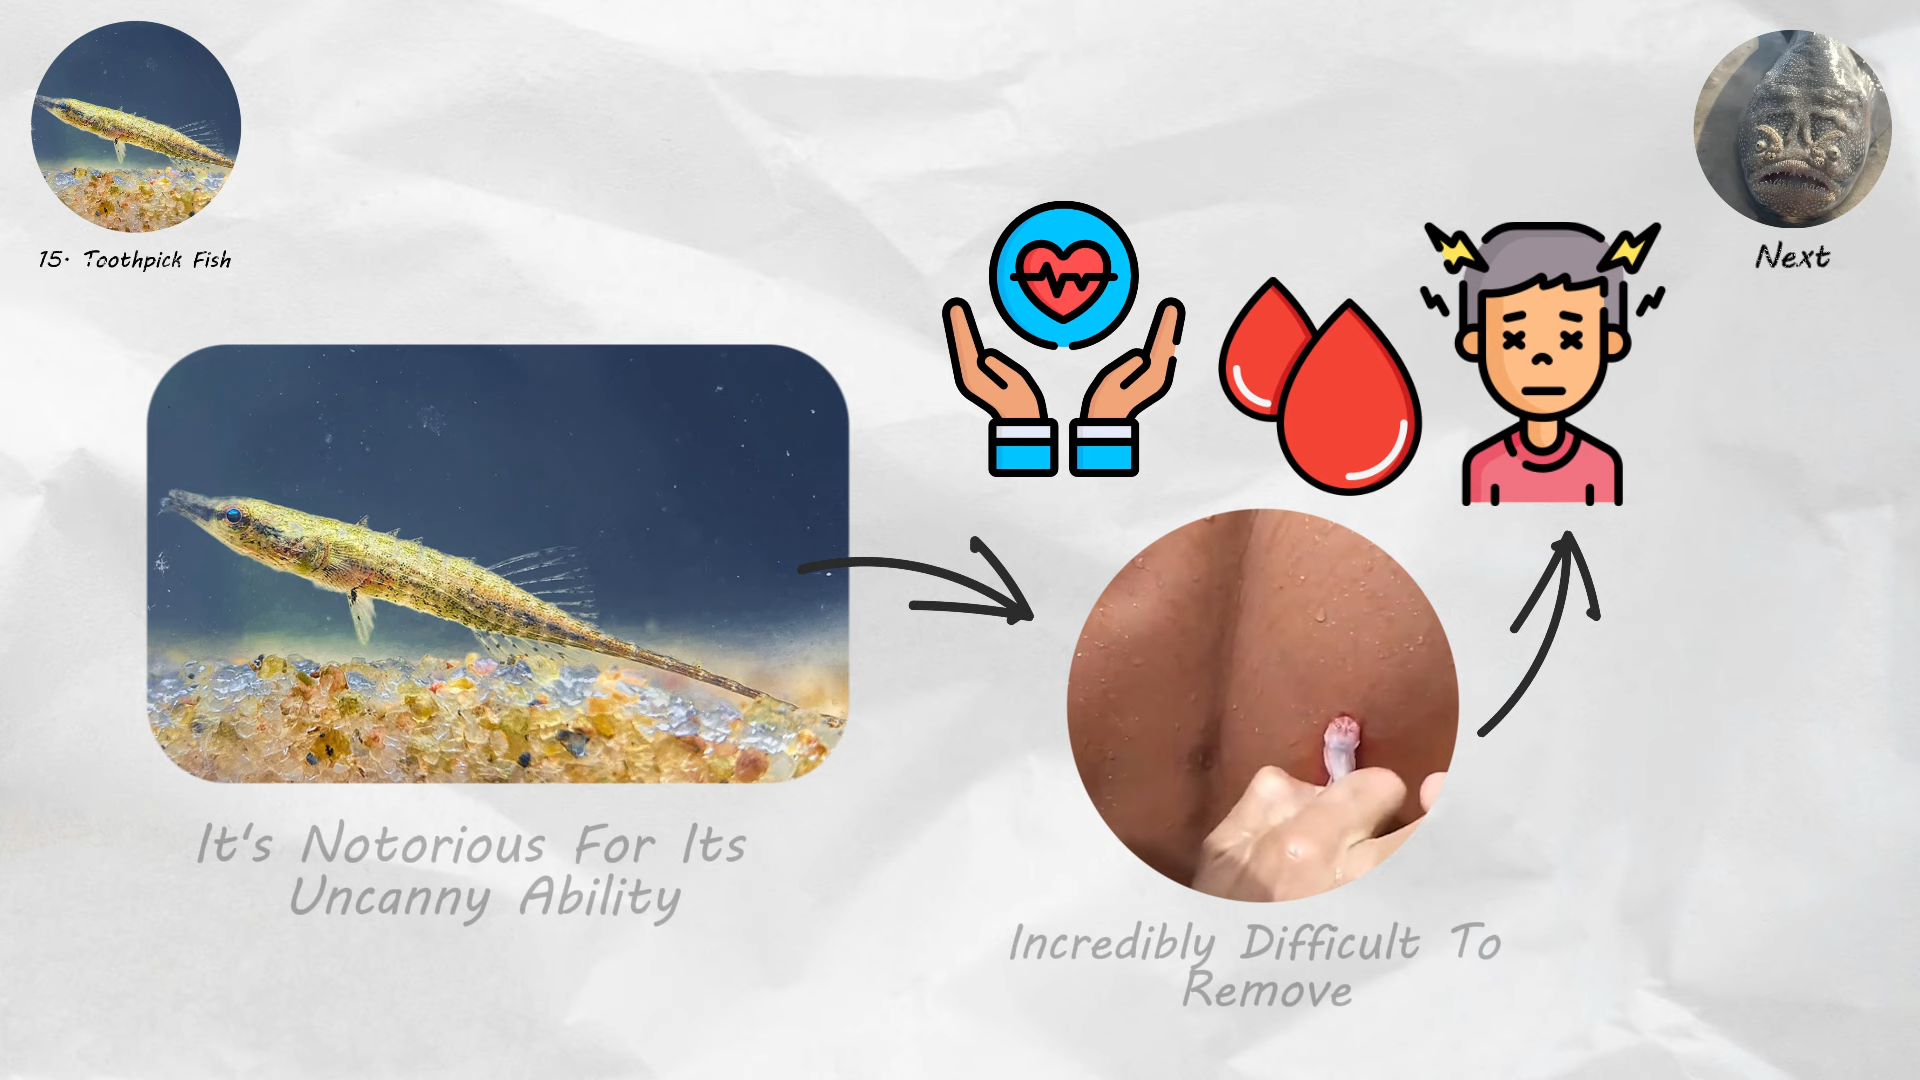 15. Toothpick Fish
Next
It's Notorious For Its
Uncanny Ability
Incredibly Difficult To
Remove